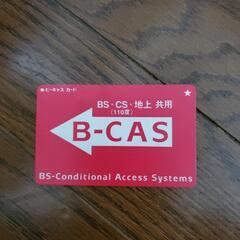 ビーキャス カード
BS・CS・地上 共用
(110度)
B-CAS
BS-Conditional Access Systems